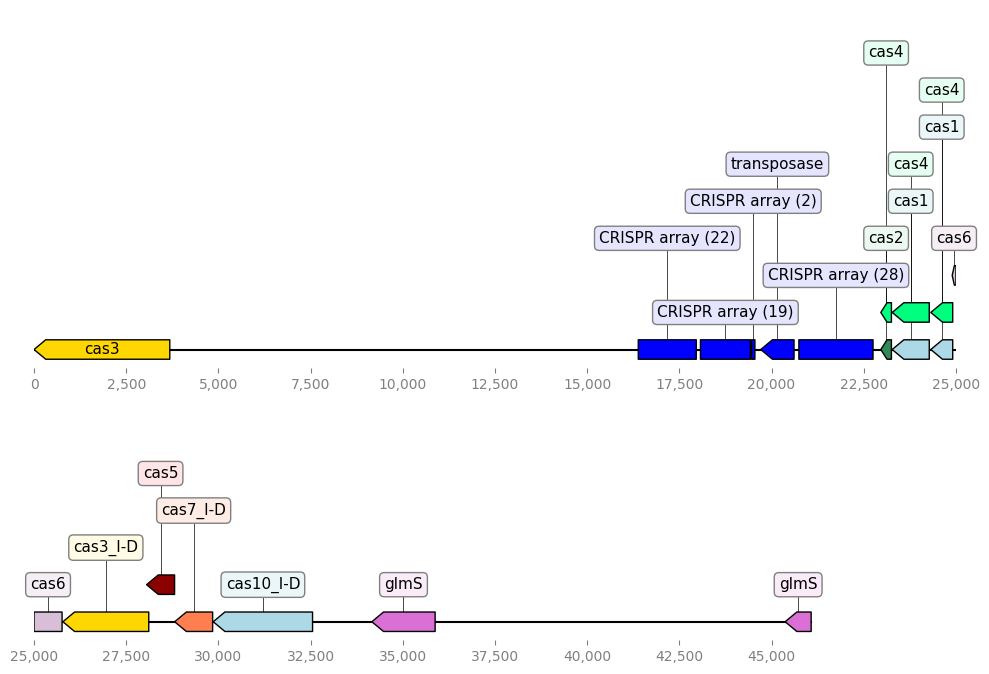 cas4
cas4
cas1
transposase
cas4
CRISPR array (2)
cas1
CRISPR array (22)
cas2
cas6
CRISPR array (28)
CRISPR array (19)
cas3
0
2,500
5,000
7,500
10,000
12,500
15,000
17,500
20,000
22,500
25,000
cas5
cas7_I-D
cas3_I-D
cas6
cas10_I-D
glmS
glmS
25,000
27,500
30,000
32,500
35,000
37,500
40,000
42,500
45,000